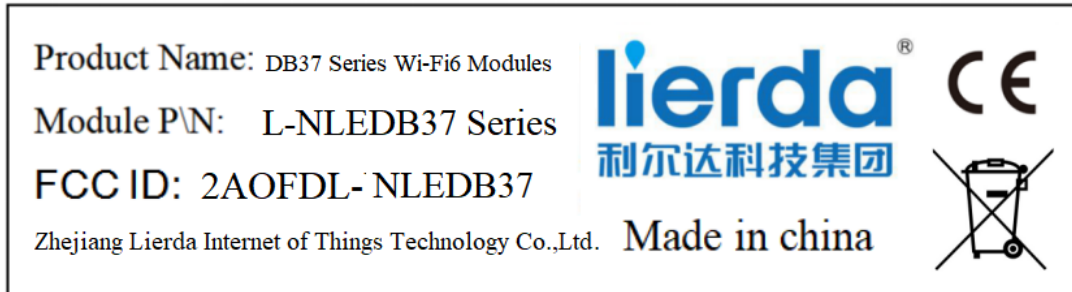 Product Name: DB37 Series Wi-Fi6 Modules
Module P\N: L-NLEDB37 Series
FCC ID: 2AOFDL- NLEDB37
Zhejiang Lierda Internet of Things Technology Co.,Ltd.
lierda®
利尔达科技集团
Made in china
CE